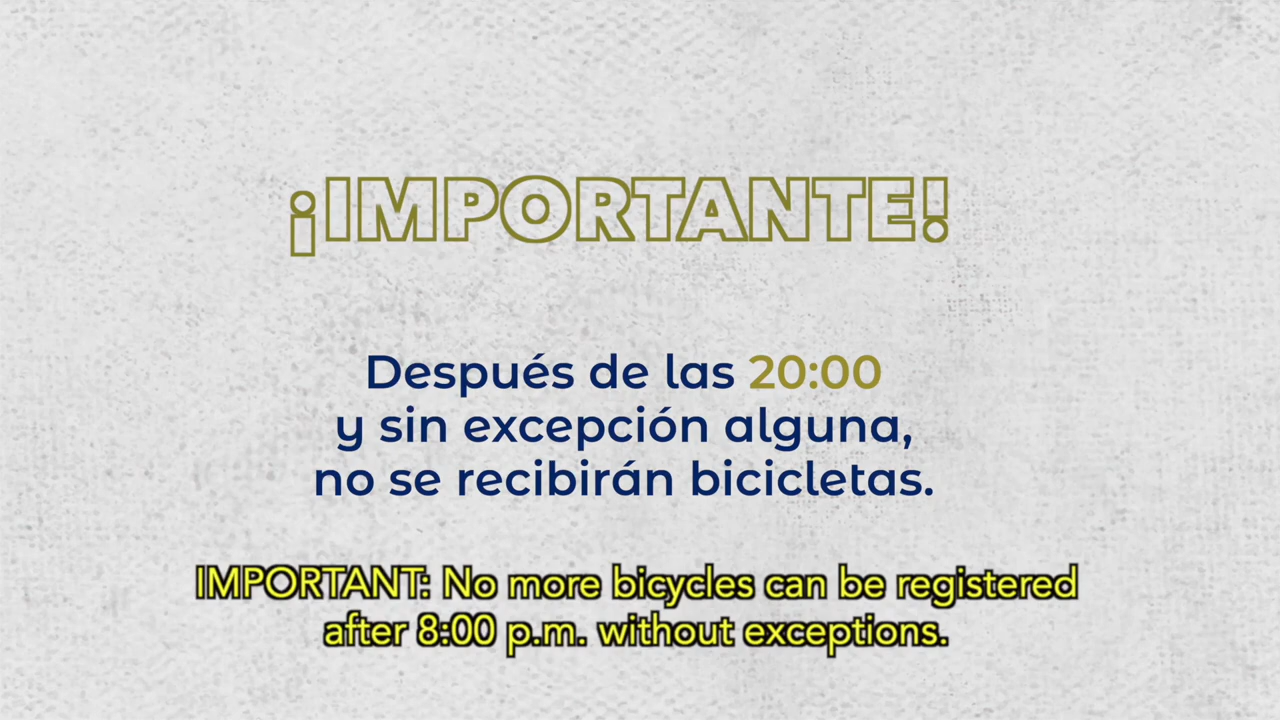 ¡IMPORTANTE!
Después de las 20:00
y sin excepción alguna,
no se recibirán bicicletas.
IMPORTANT: No more bicycles can be registered
after 8:00 p.m. without exceptions.